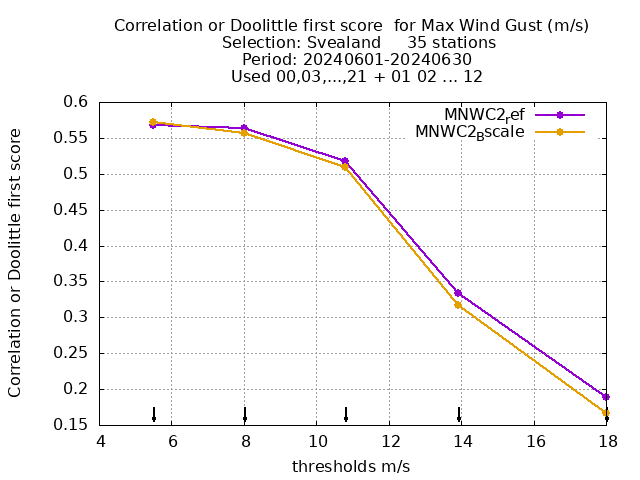 Correlation or Doolittle first score  for Max Wind Gust (m/s)
Selection: Svealand     35 stations
Period: 20240601-20240630
Used 00,03,...,21 + 01 02 ... 12
MNWC2ref
MNWC2Bscale
Correlation or Doolittle first score
0.6
0.55
0.5
0.45
0.4
0.35
0.3
0.25
0.2
0.15
4 6 8 10 12 14 16 18
thresholds m/s